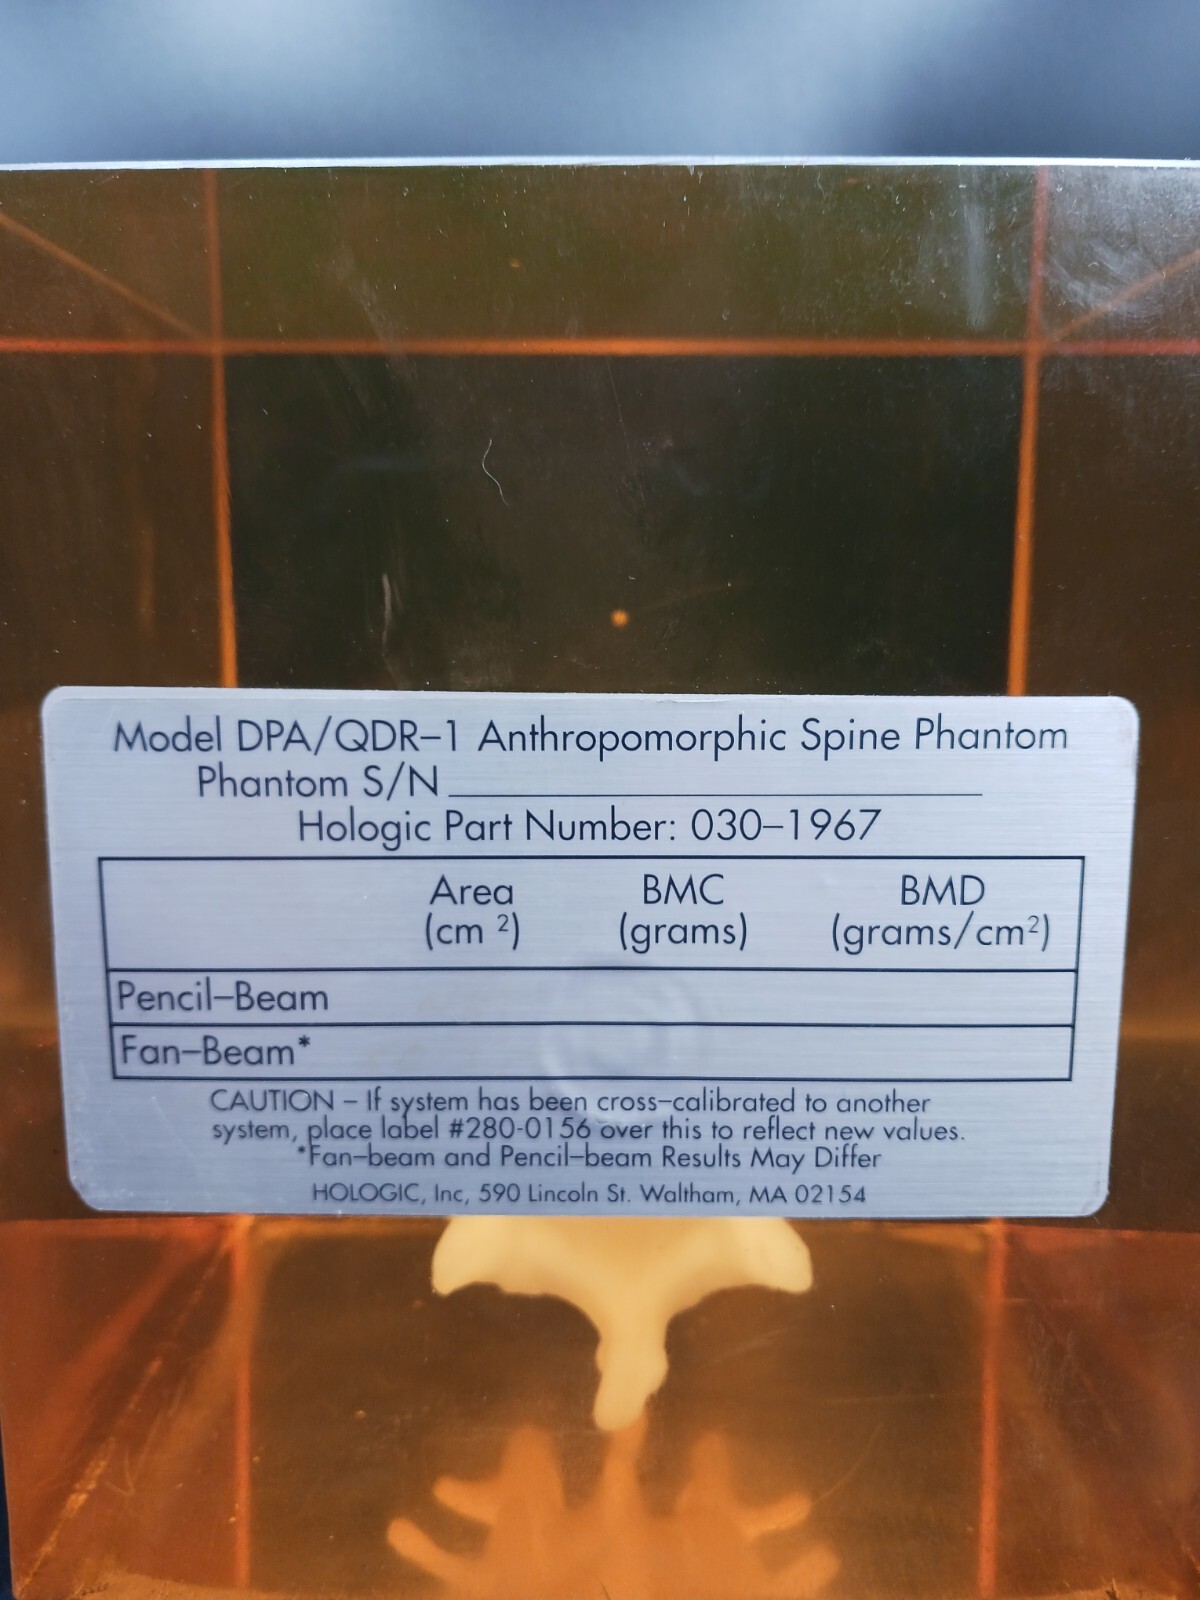 Model DPA/QDR–1 Anthropomorphic Spine Phantom
Phantom S/N
Hologic Part Number: 030–1967
Area BMC BMD
(cm ²) (grams) (grams/cm²)
Pencil–Beam
Fan–Beam*
CAUTION – If system has been cross–calibrated to another
system, place label #280-0156 over this to reflect new values.
*Fan–beam and Pencil–beam Results May Differ
HOLOGIC, Inc, 590 Lincoln St. Waltham, MA 02154